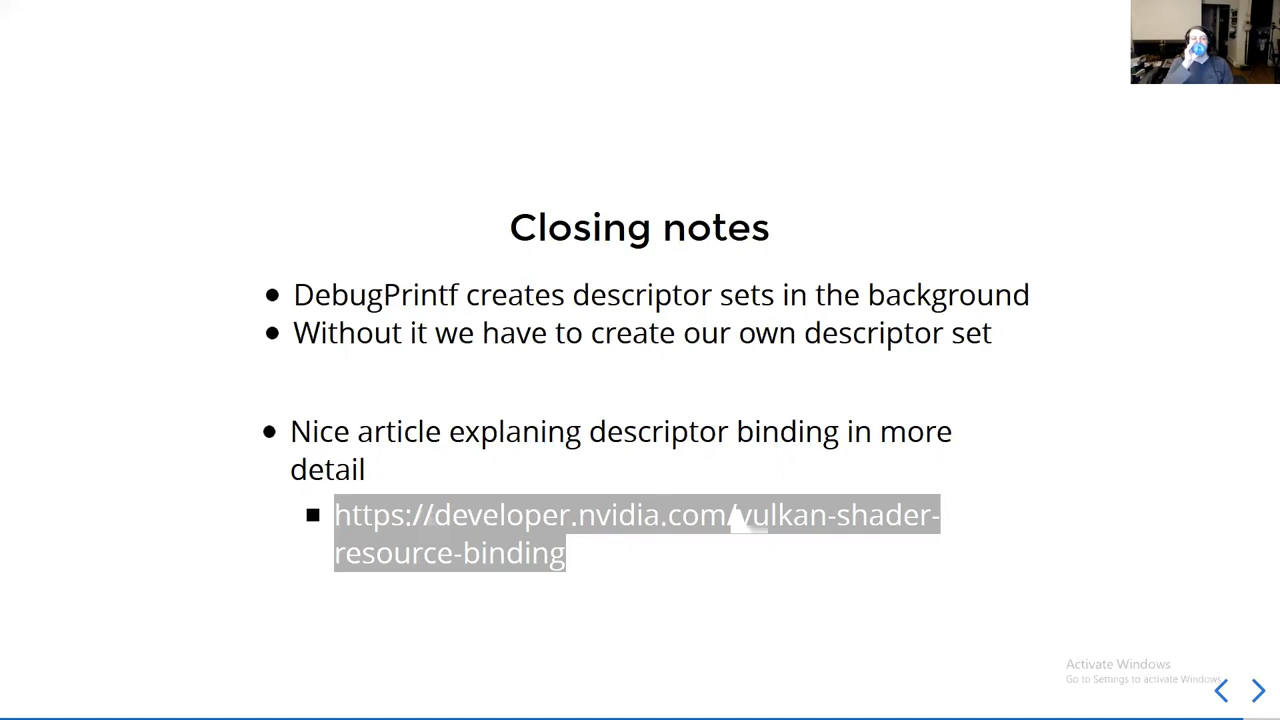 Closing notes
DebugPrintf creates descriptor sets in the background
Without it we have to create our own descriptor set
Nice article explaning descriptor binding in more
detail
https://developer.nvidia.com/vulkan-shader-
resource-binding
Activate Windows
Go to Settings to activate Windows.